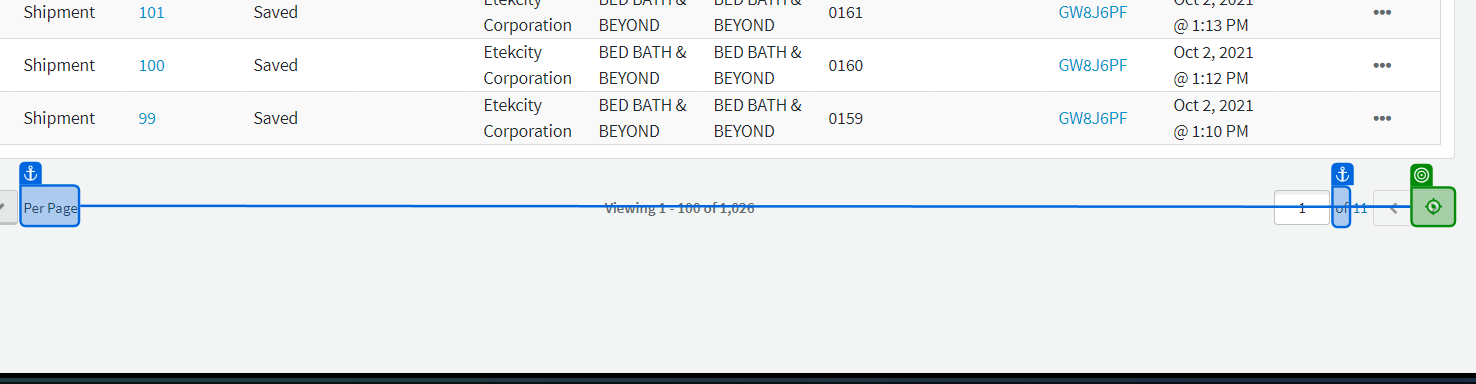 Shipment 101 Saved Etekcity Corporation BED BATH & BEYOND BED BATH & BEYOND 0161 GW8J6PF Oct 2, 2021 @ 1:13 PM •••
Shipment 100 Saved Etekcity Corporation BED BATH & BEYOND BED BATH & BEYOND 0160 GW8J6PF Oct 2, 2021 @ 1:12 PM •••
Shipment 99 Saved Etekcity Corporation BED BATH & BEYOND BED BATH & BEYOND 0159 GW8J6PF Oct 2, 2021 @ 1:10 PM •••
Per Page Viewing 1 - 100 of 1,026 1 of 11